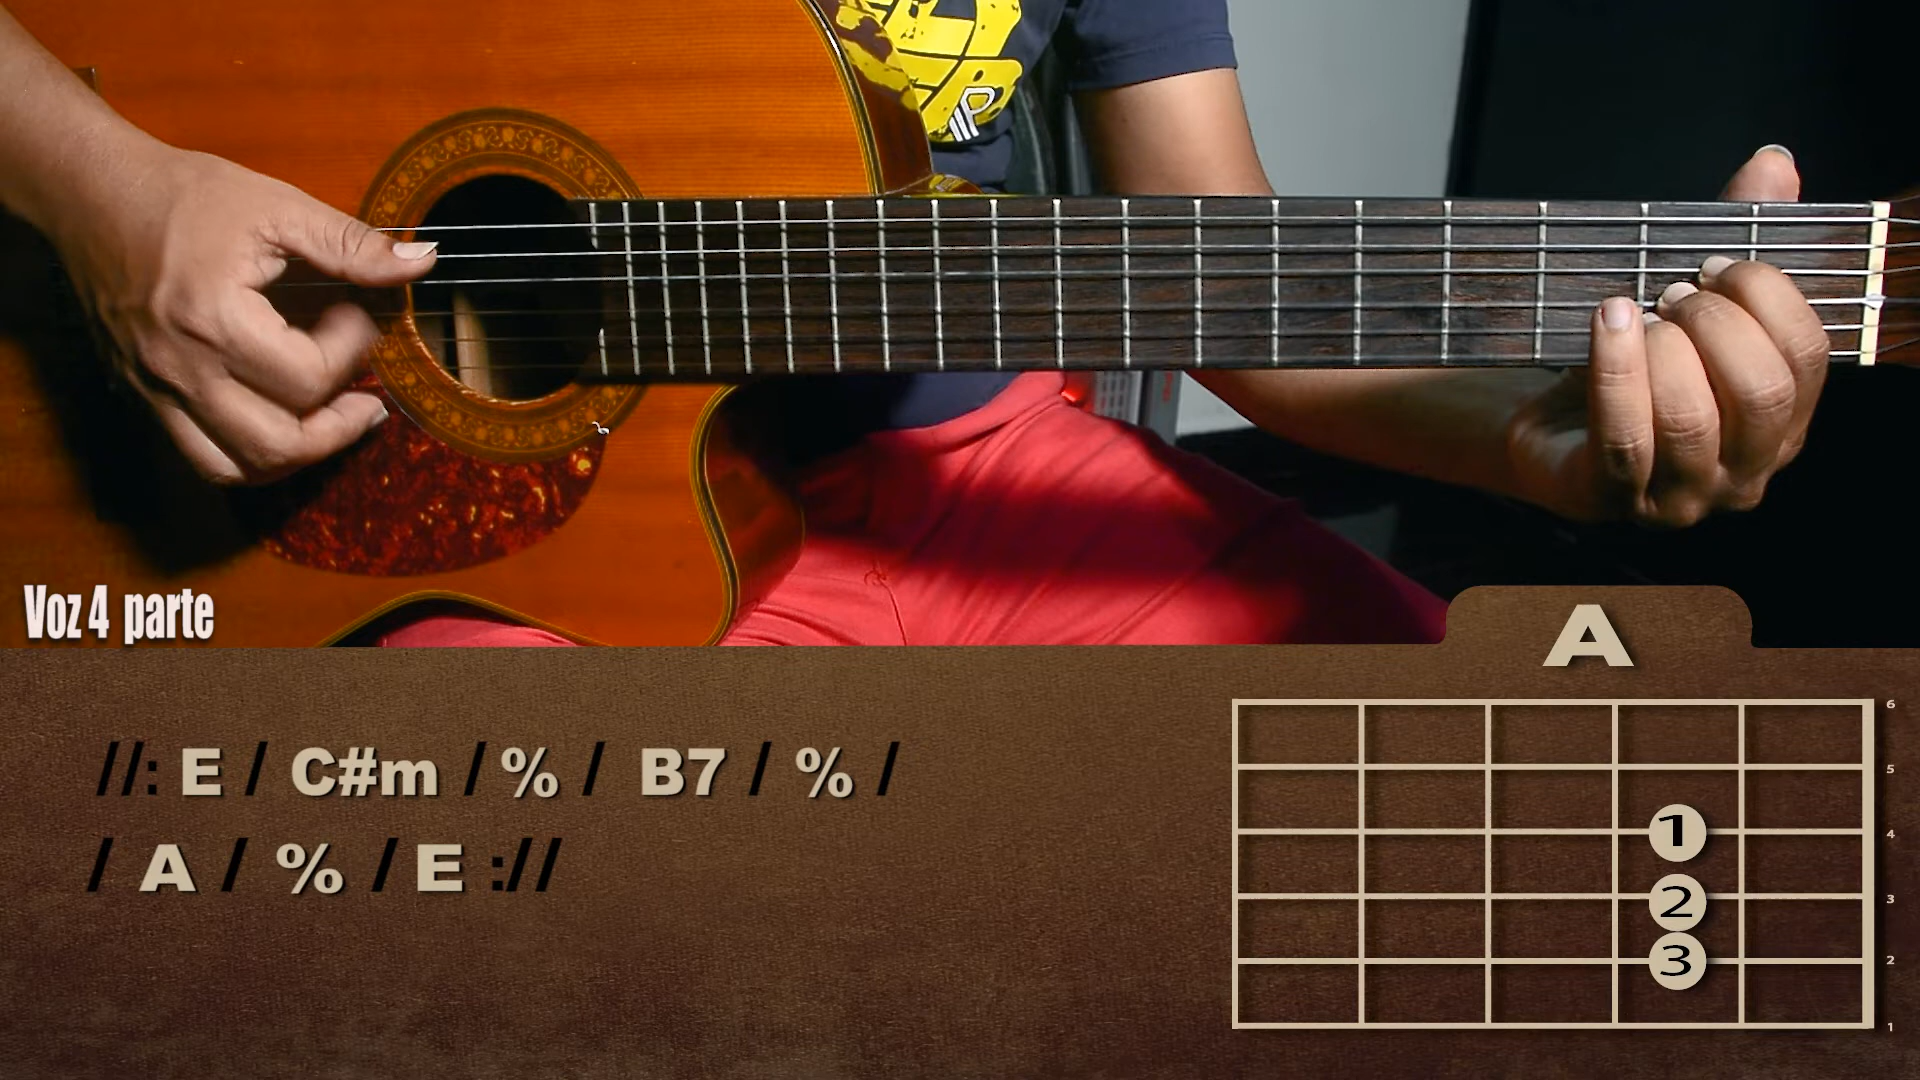 Voz 4 parte
A
//: E / C#m / % / B7 / % /
/ A / % / E ://
6
5
1 4
2 3
3 2
1